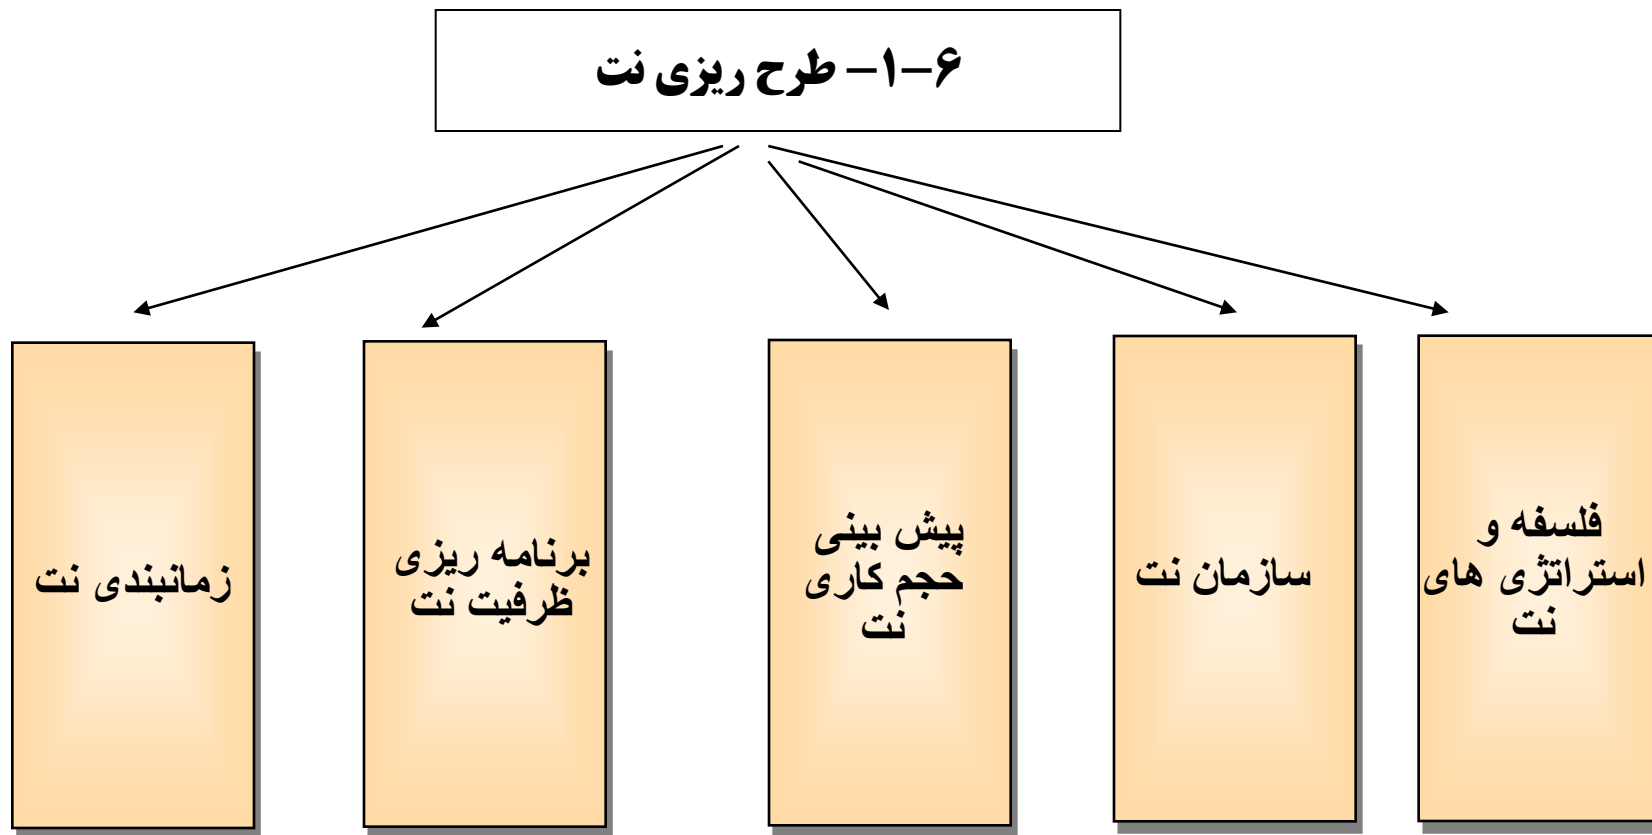 ۶-۱- طرح ریزی نت
فلسفه و
استراتژی های
نت
سازمان نت
پیش بینی
حجم کاری
نت
برنامه ریزی
ظرفیت نت
زمانبندی نت